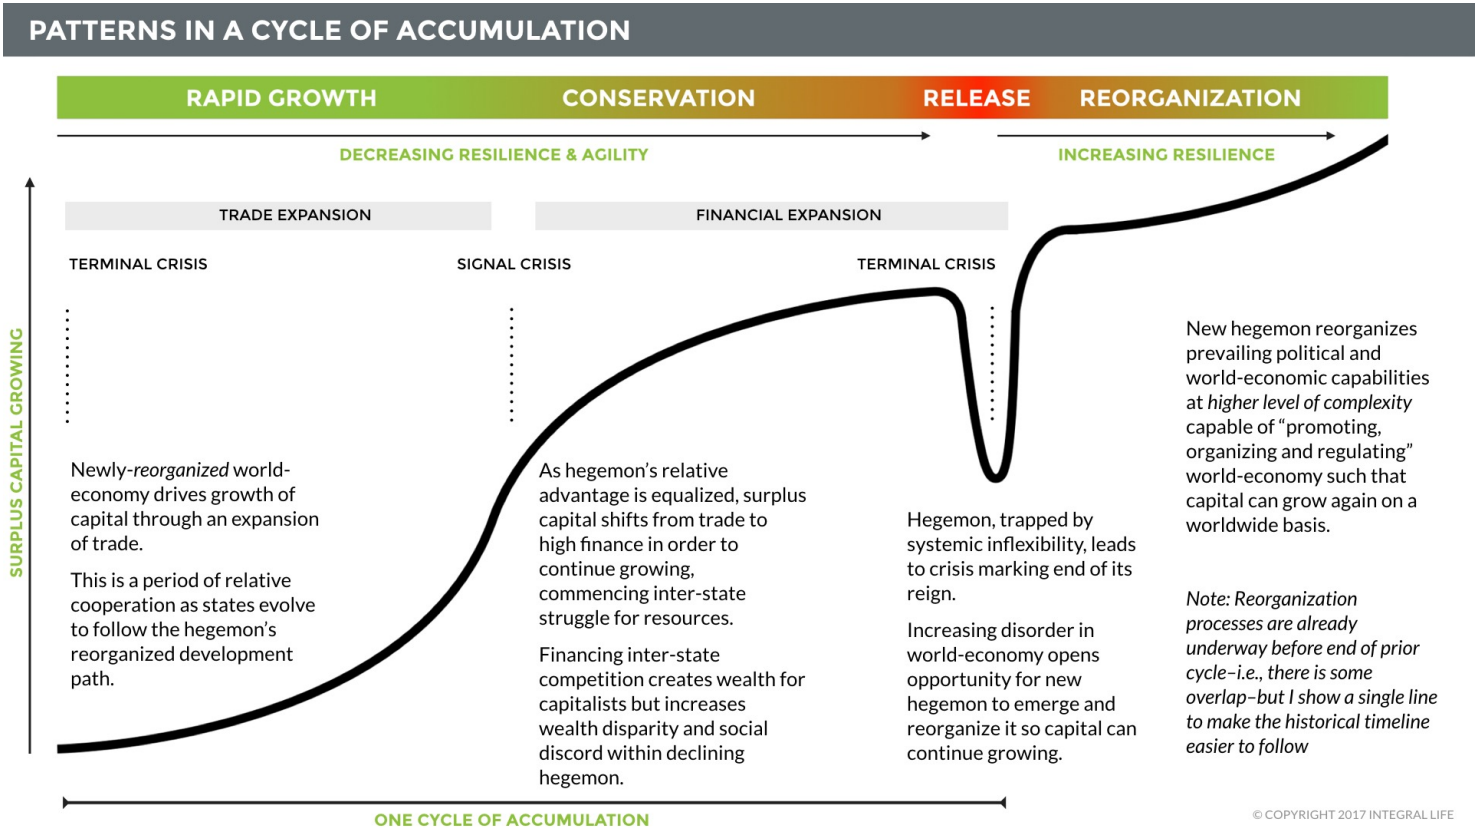 PATTERNS IN A CYCLE OF ACCUMULATION
RAPID GROWTH
CONSERVATION
RELEASE
REORGANIZATION
DECREASING RESILIENCE & AGILITY
INCREASING RESILIENCE
TRADE EXPANSION
FINANCIAL EXPANSION
TERMINAL CRISIS
SIGNAL CRISIS
TERMINAL CRISIS
SURPLUS CAPITAL GROWING
Newly-reorganized world-
economy drives growth of
capital through an expansion
of trade.
This is a period of relative
cooperation as states evolve
to follow the hegemon’s
reorganized development
path.
As hegemon’s relative
advantage is equalized, surplus
capital shifts from trade to
high finance in order to
continue growing,
commencing inter-state
struggle for resources.
Financing inter-state
competition creates wealth for
capitalists but increases
wealth disparity and social
discord within declining
hegemon.
Hegemon, trapped by
systemic inflexibility, leads
to crisis marking end of its
reign.
Increasing disorder in
world-economy opens
opportunity for new
hegemon to emerge and
reorganize it so capital can
continue growing.
New hegemon reorganizes
prevailing political and
world-economic capabilities
at higher level of complexity
capable of “promoting,
organizing and regulating”
world-economy such that
capital can grow again on a
worldwide basis.
Note: Reorganization
processes are already
underway before end of prior
cycle–i.e., there is some
overlap–but I show a single line
to make the historical timeline
easier to follow
ONE CYCLE OF ACCUMULATION
© COPYRIGHT 2017 INTEGRAL LIFE